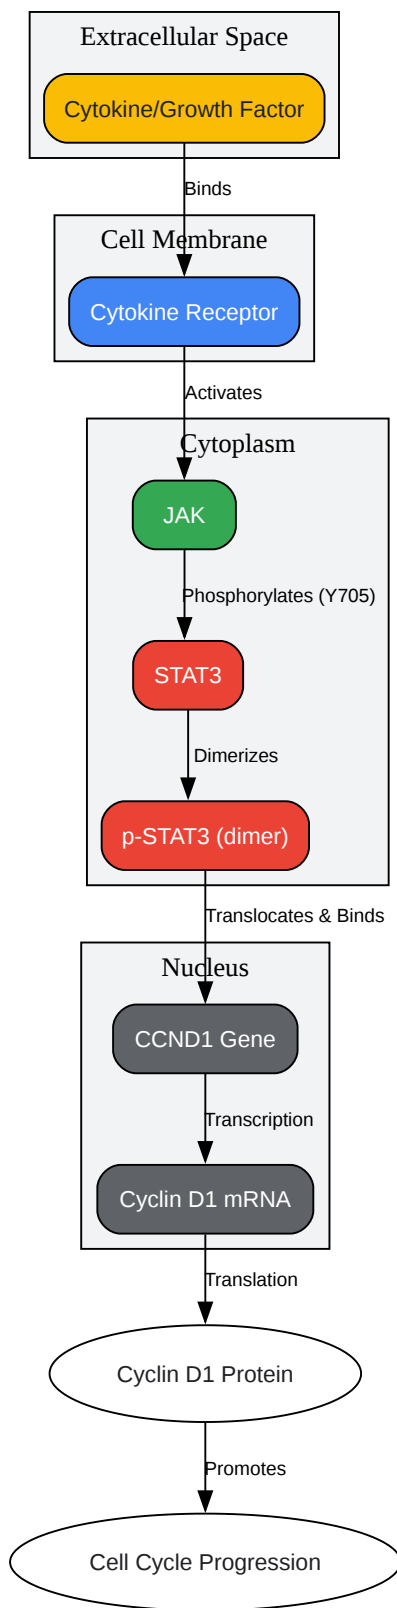 Extracellular Space
Cytokine/Growth Factor
Binds
Cell Membrane
Cytokine Receptor
Activates
Cytoplasm
JAK
Phosphorylates (Y705)
STAT3
Dimerizes
p-STAT3 (dimer)
Translocates & Binds
Nucleus
CCND1 Gene
Transcription
Cyclin D1 mRNA
Translation
Cyclin D1 Protein
Promotes
Cell Cycle Progression